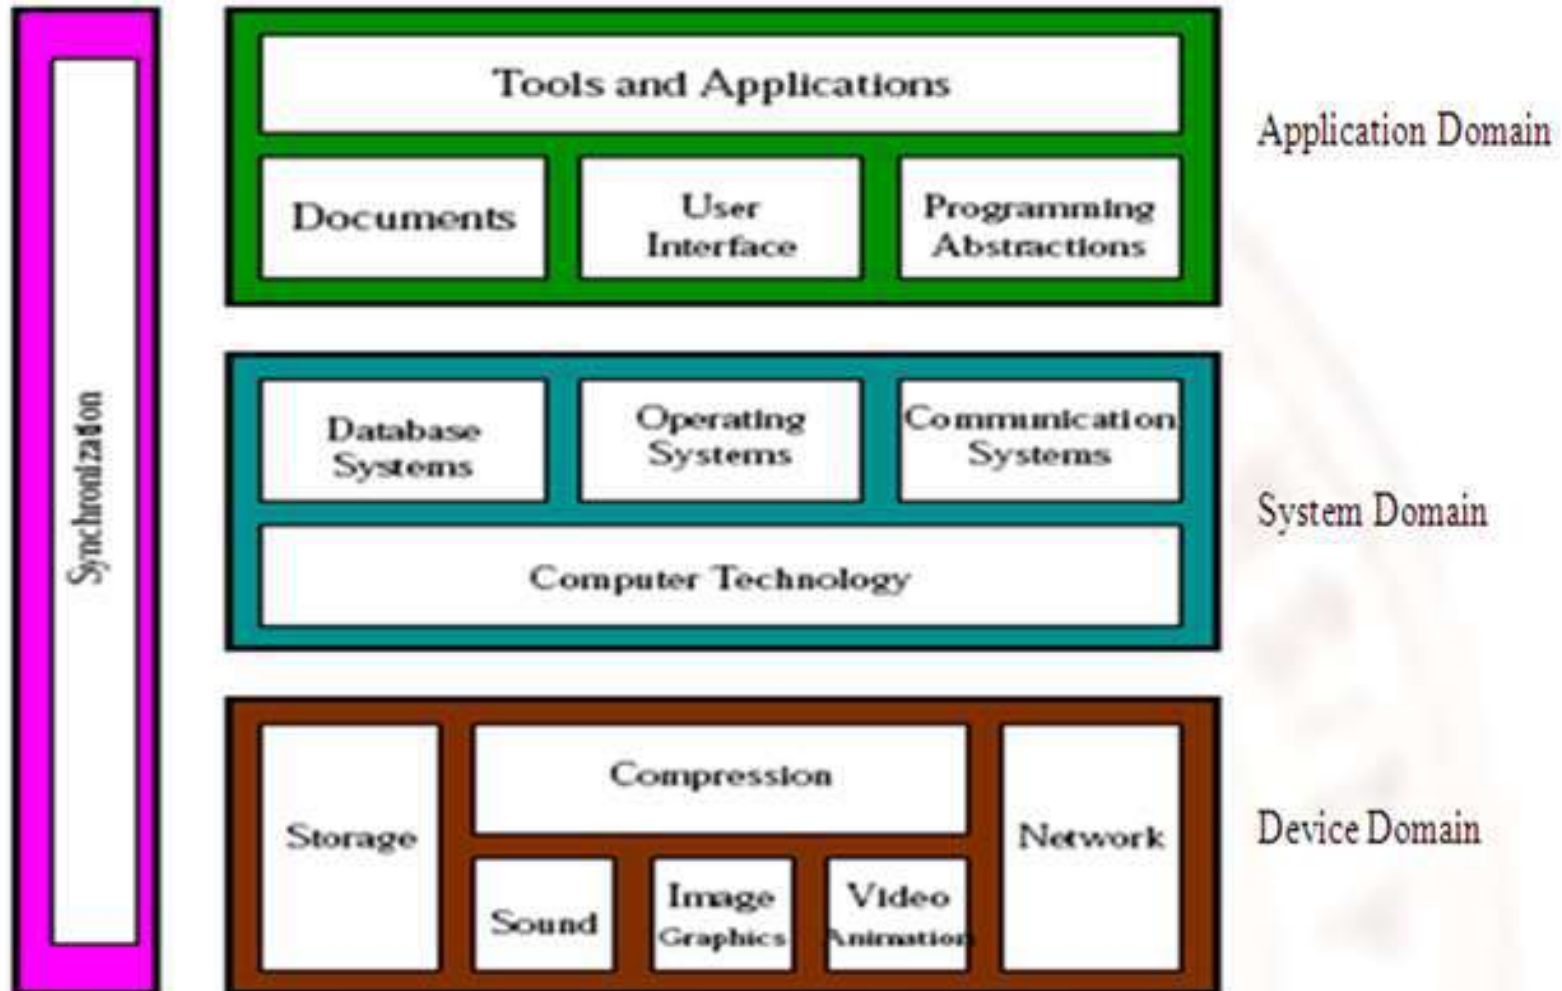 Synchronization
Tools and Applications
Application Domain
Documents
User
Interface
Programming
Abstractions
Database
Systems
Operating
Systems
Communication
Systems
System Domain
Computer Technology
Storage
Compression
Network
Device Domain
Sound
Image
Graphics
Video
Animation